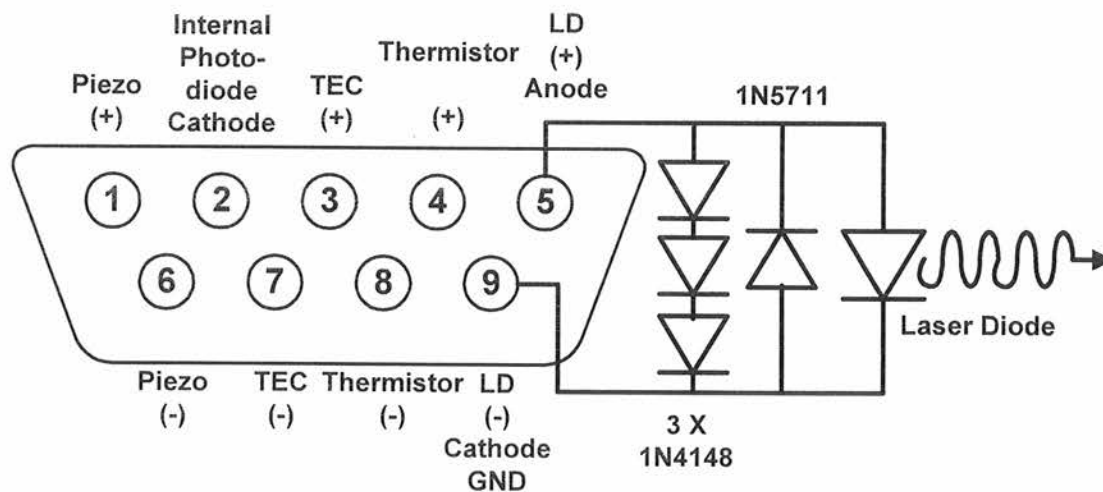 Piezo
(+)
Internal
Photo-
diode
Cathode
TEC
(+)
Thermistor
(+)
LD
(+)
Anode
1N5711
1 2 3 4 5
6 7 8 9
Laser Diode
Piezo
(-)
TEC
(-)
Thermistor
(-)
LD
(-)
Cathode
GND
3 X
1N4148